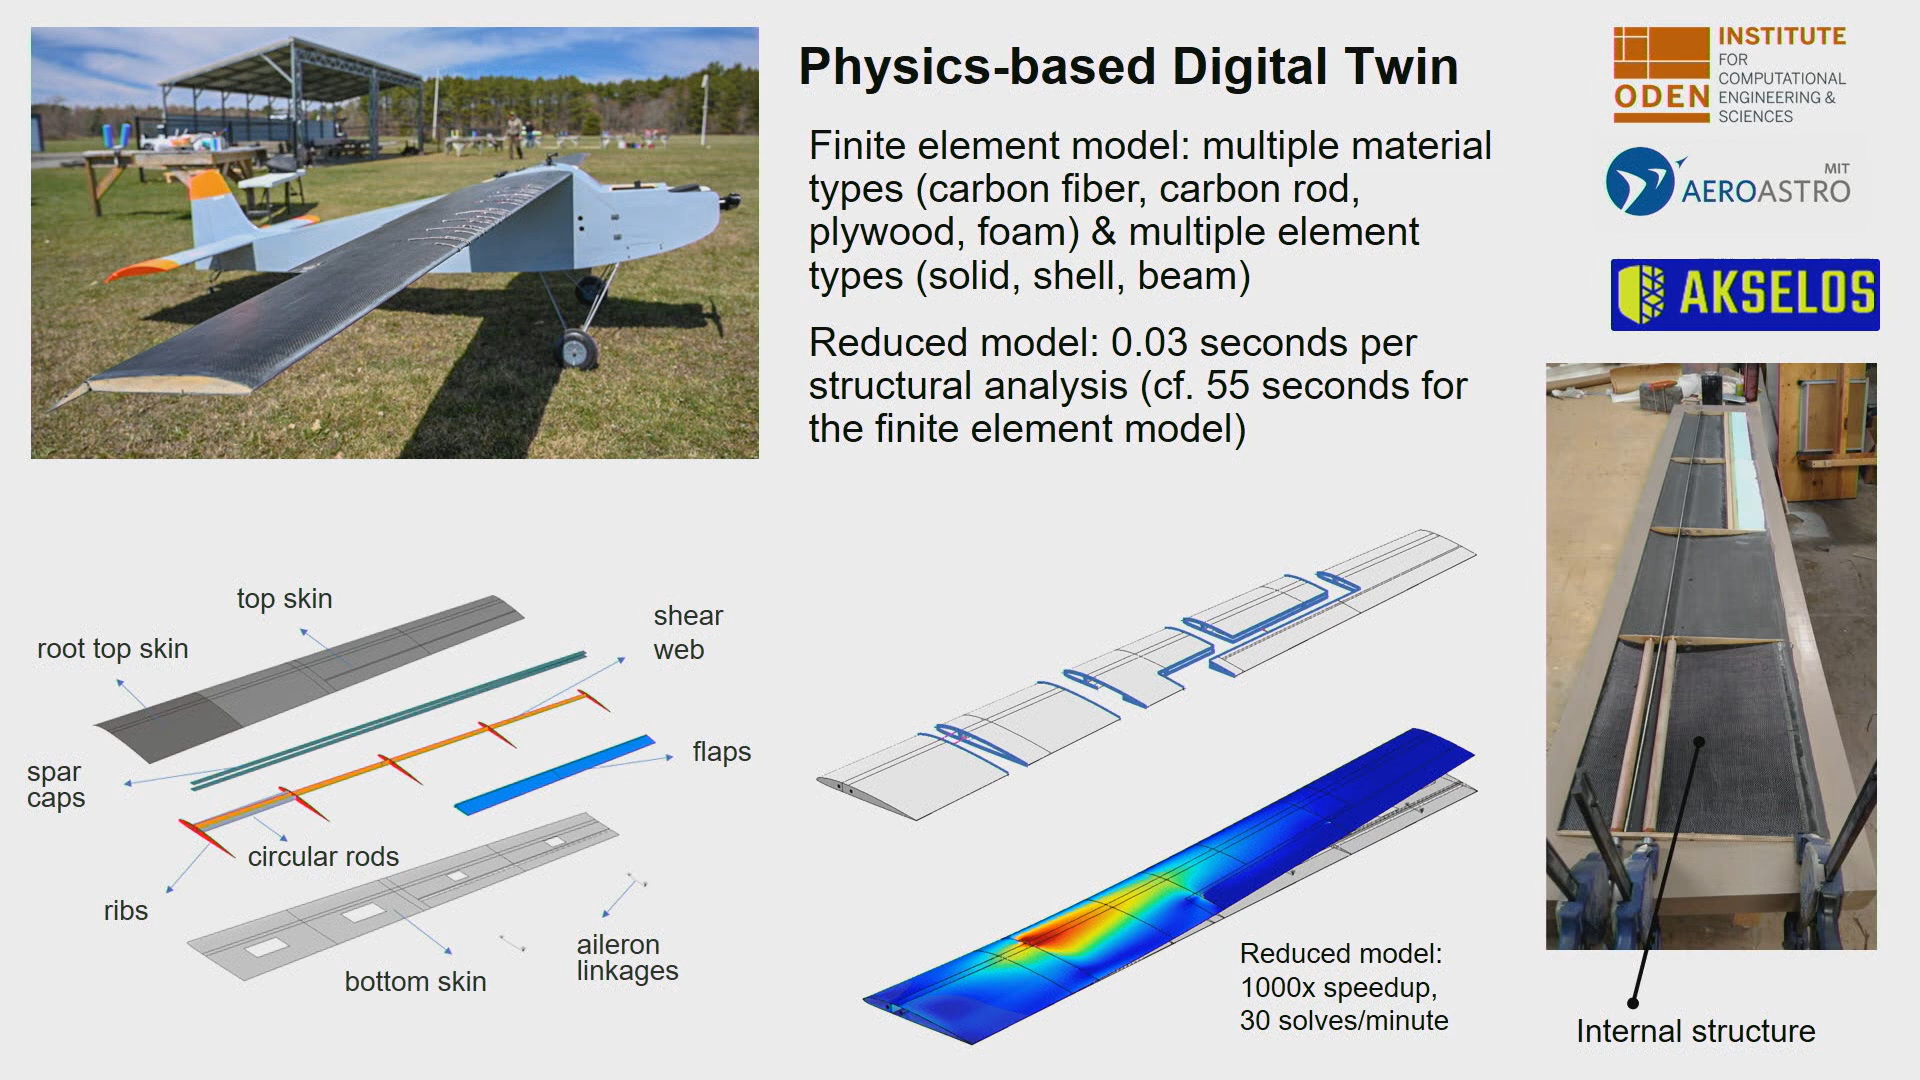 Physics-based Digital Twin
Finite element model: multiple material
types (carbon fiber, carbon rod,
plywood, foam) & multiple element
types (solid, shell, beam)
Reduced model: 0.03 seconds per
structural analysis (cf. 55 seconds for
the finite element model)
INSTITUTE
FOR
COMPUTATIONAL
ENGINEERING &
SCIENCES
ODEN
MIT
AEROASTRO
AKSELOS
top skin
root top skin
shear
web
spar
caps
flaps
circular rods
ribs
bottom skin
aileron
linkages
Reduced model:
1000x speedup,
30 solves/minute
Internal structure